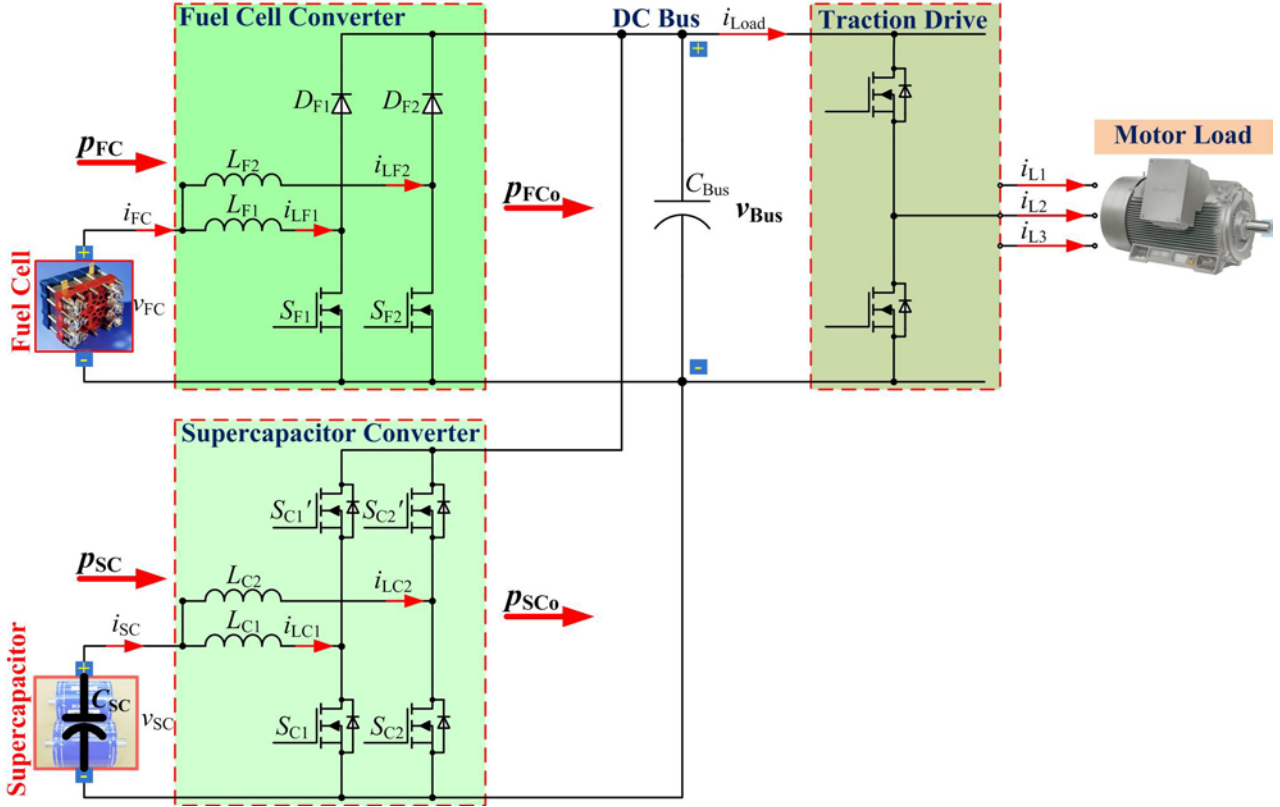 Fuel Cell Converter
DC Bus
iLoad
Traction Drive
+
DF1
DF2
pFC
LF2
iLF2
pFCo
CBus
vBus
Motor Load
iL1
iL2
iL3
iFC
LF1
iLF1
+
Fuel Cell
vFC
SF1
SF2
-
-
Supercapacitor Converter
SC1′
SC2′
pSC
LC2
iLC2
pSCo
iSC
LC1
iLC1
+
Supercapacitor
CSC
vSC
SC1
SC2
-